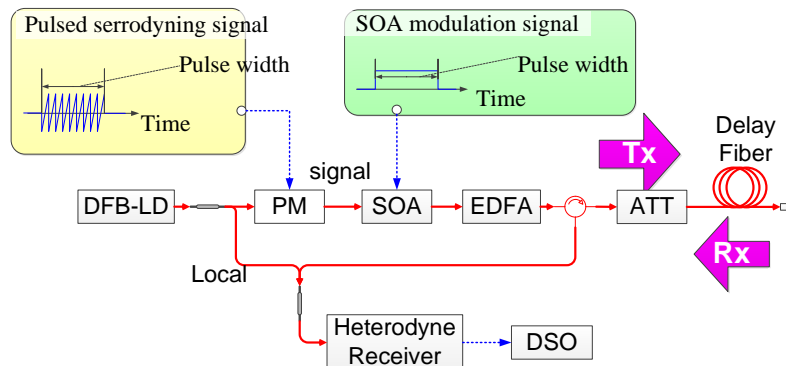 Pulsed serrodyning signal
Pulse width
Time
SOA modulation signal
Pulse width
Time
Tx
Delay
Fiber
signal
DFB-LD
PM
SOA
EDFA
ATT
Rx
Local
Heterodyne
Receiver
DSO